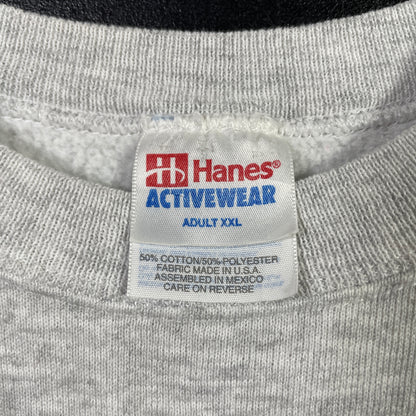 Hanes®
ACTIVEWEAR
ADULT XXL
50% COTTON/50% POLYESTER
FABRIC MADE IN U.S.A.
ASSEMBLED IN MEXICO
CARE ON REVERSE